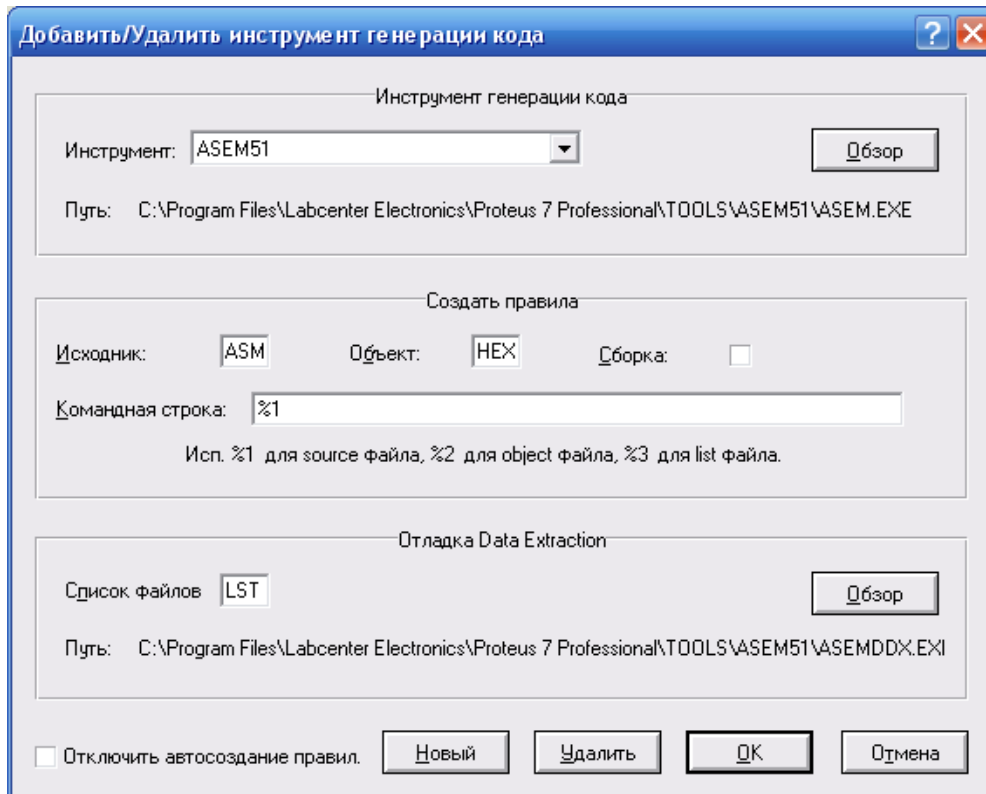 Добавить/Удалить инструмент генерации кода
Инструмент генерации кода
Инструмент: ASEM51 Обзор
Путь: C:\Program Files\Labcenter Electronics\Proteus 7 Professional\TOOLS\ASEM51\ASEM.EXE
Создать правила
Исходник: ASM Объект: HEX Сборка:
Командная строка: %1
Исп. %1 для source файла, %2 для object файла, %3 для list файла.
Отладка Data Extraction
Список файлов LST Обзор
Путь: C:\Program Files\Labcenter Electronics\Proteus 7 Professional\TOOLS\ASEM51\ASEMDDX.EXI
Отключить автосоздание правил. Новый Удалить OK Отмена